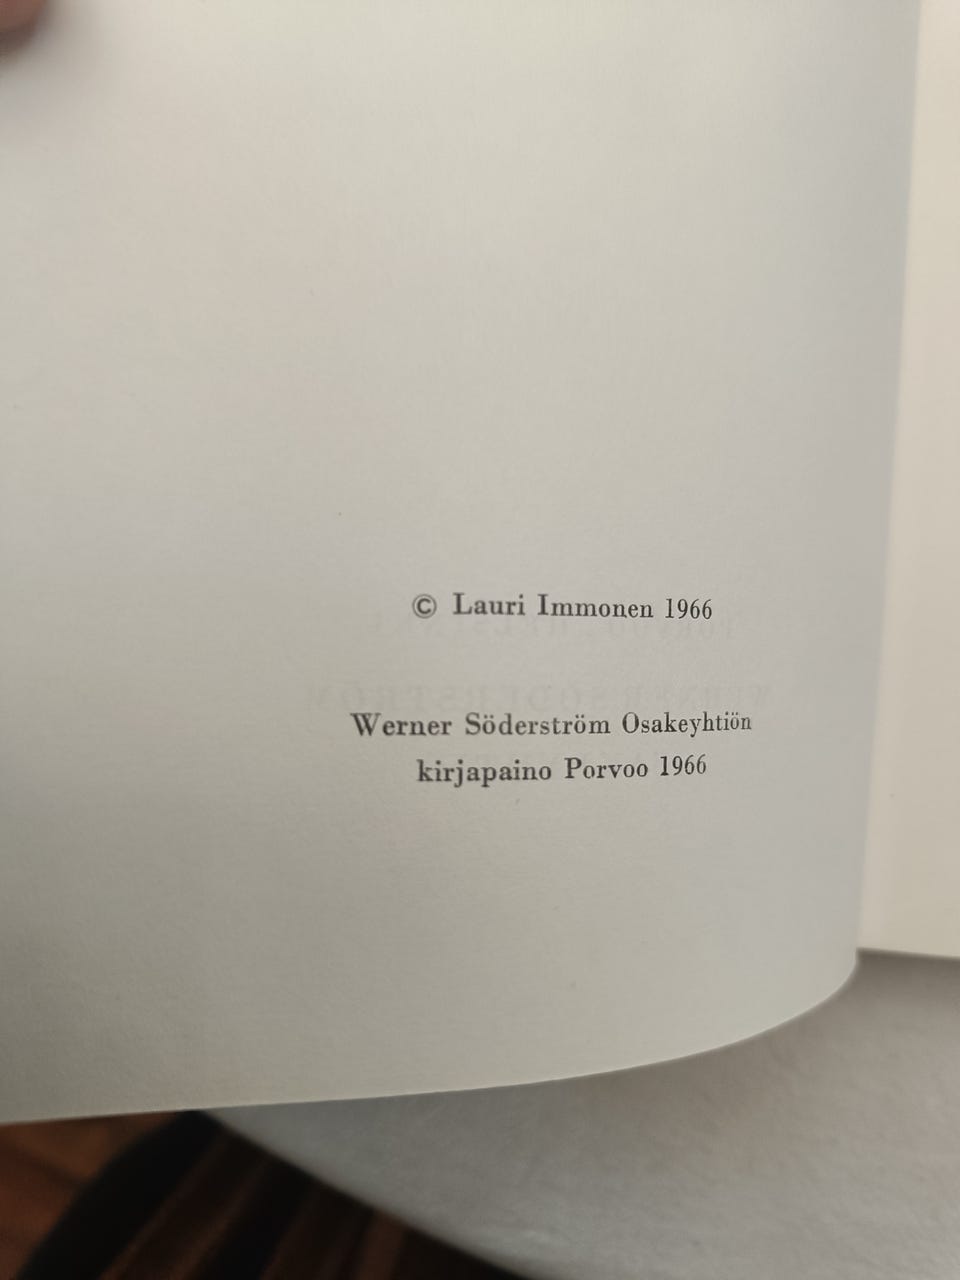 © Lauri Immonen 1966
Werner Söderström Osakeyhtiön
kirjapaino Porvoo 1966